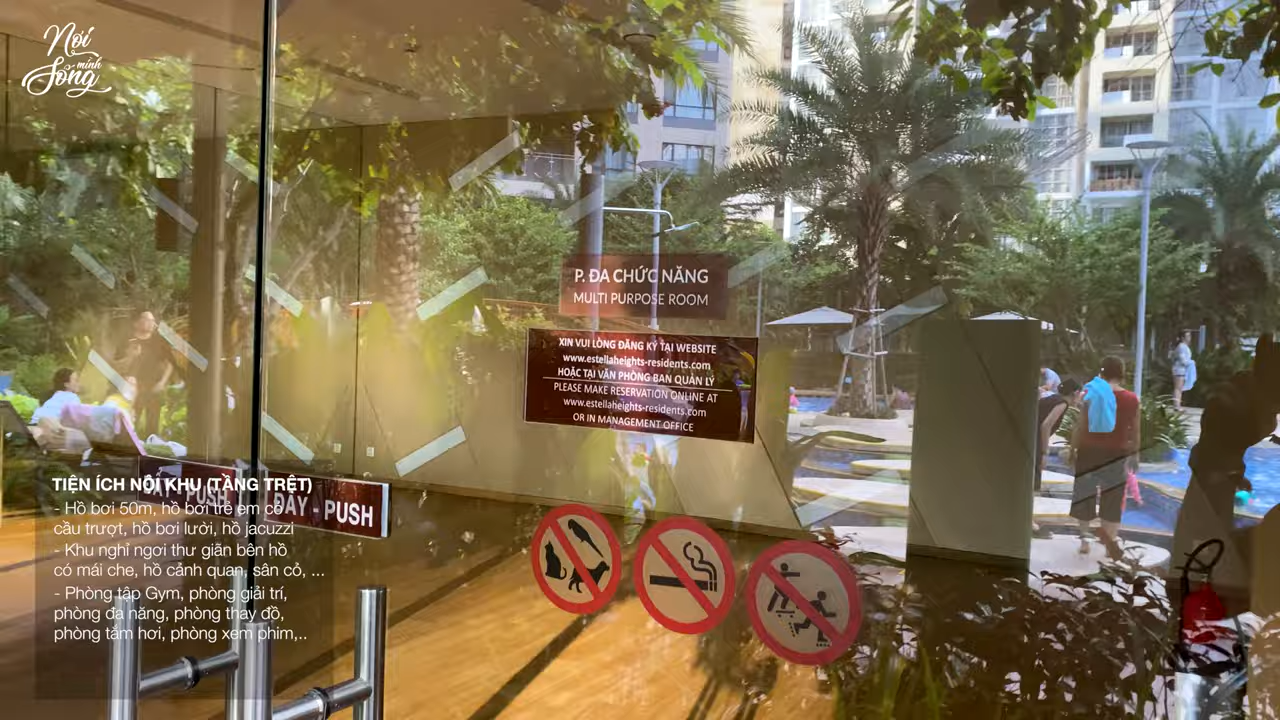 Nơi
mình
Sống
P. ĐA CHỨC NĂNG
MULTI PURPOSE ROOM
XIN VUI LÒNG ĐĂNG KÝ TẠI WEBSITE
www.estellaheights-residents.com
HOẶC TẠI VĂN PHÒNG BAN QUẢN LÝ
PLEASE MAKE RESERVATION ONLINE AT
www.estellaheights-residents.com
OR IN MANAGEMENT OFFICE
ĐẨY - PUSH
ĐẨY - PUSH
TIỆN ÍCH NỘI KHU (TẦNG TRỆT)
- Hồ bơi 50m, hồ bơi trẻ em có
cầu trượt, hồ bơi lười, hồ jacuzzi
- Khu nghỉ ngơi thư giãn bên hồ
có mái che, hồ cảnh quan, sân cỏ, ...
- Phòng tập Gym, phòng giải trí,
phòng đa năng, phòng thay đồ,
phòng tắm hơi, phòng xem phim,..